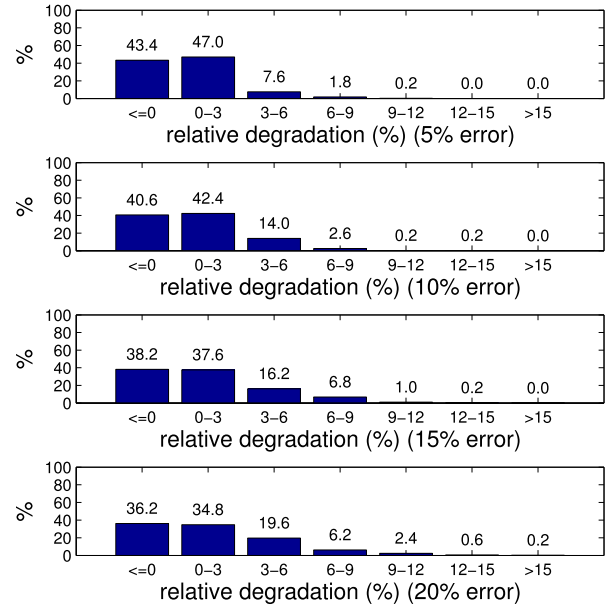 100
80
60
40
20
0
%
43.4 47.0 7.6 1.8 0.2 0.0 0.0
<=0 0–3 3–6 6–9 9–12 12–15 >15
relative degradation (%) (5% error)
100
80
60
40
20
0
%
40.6 42.4 14.0 2.6 0.2 0.2 0.0
<=0 0–3 3–6 6–9 9–12 12–15 >15
relative degradation (%) (10% error)
100
80
60
40
20
0
%
38.2 37.6 16.2 6.8 1.0 0.2 0.0
<=0 0–3 3–6 6–9 9–12 12–15 >15
relative degradation (%) (15% error)
100
80
60
40
20
0
%
36.2 34.8 19.6 6.2 2.4 0.6 0.2
<=0 0–3 3–6 6–9 9–12 12–15 >15
relative degradation (%) (20% error)